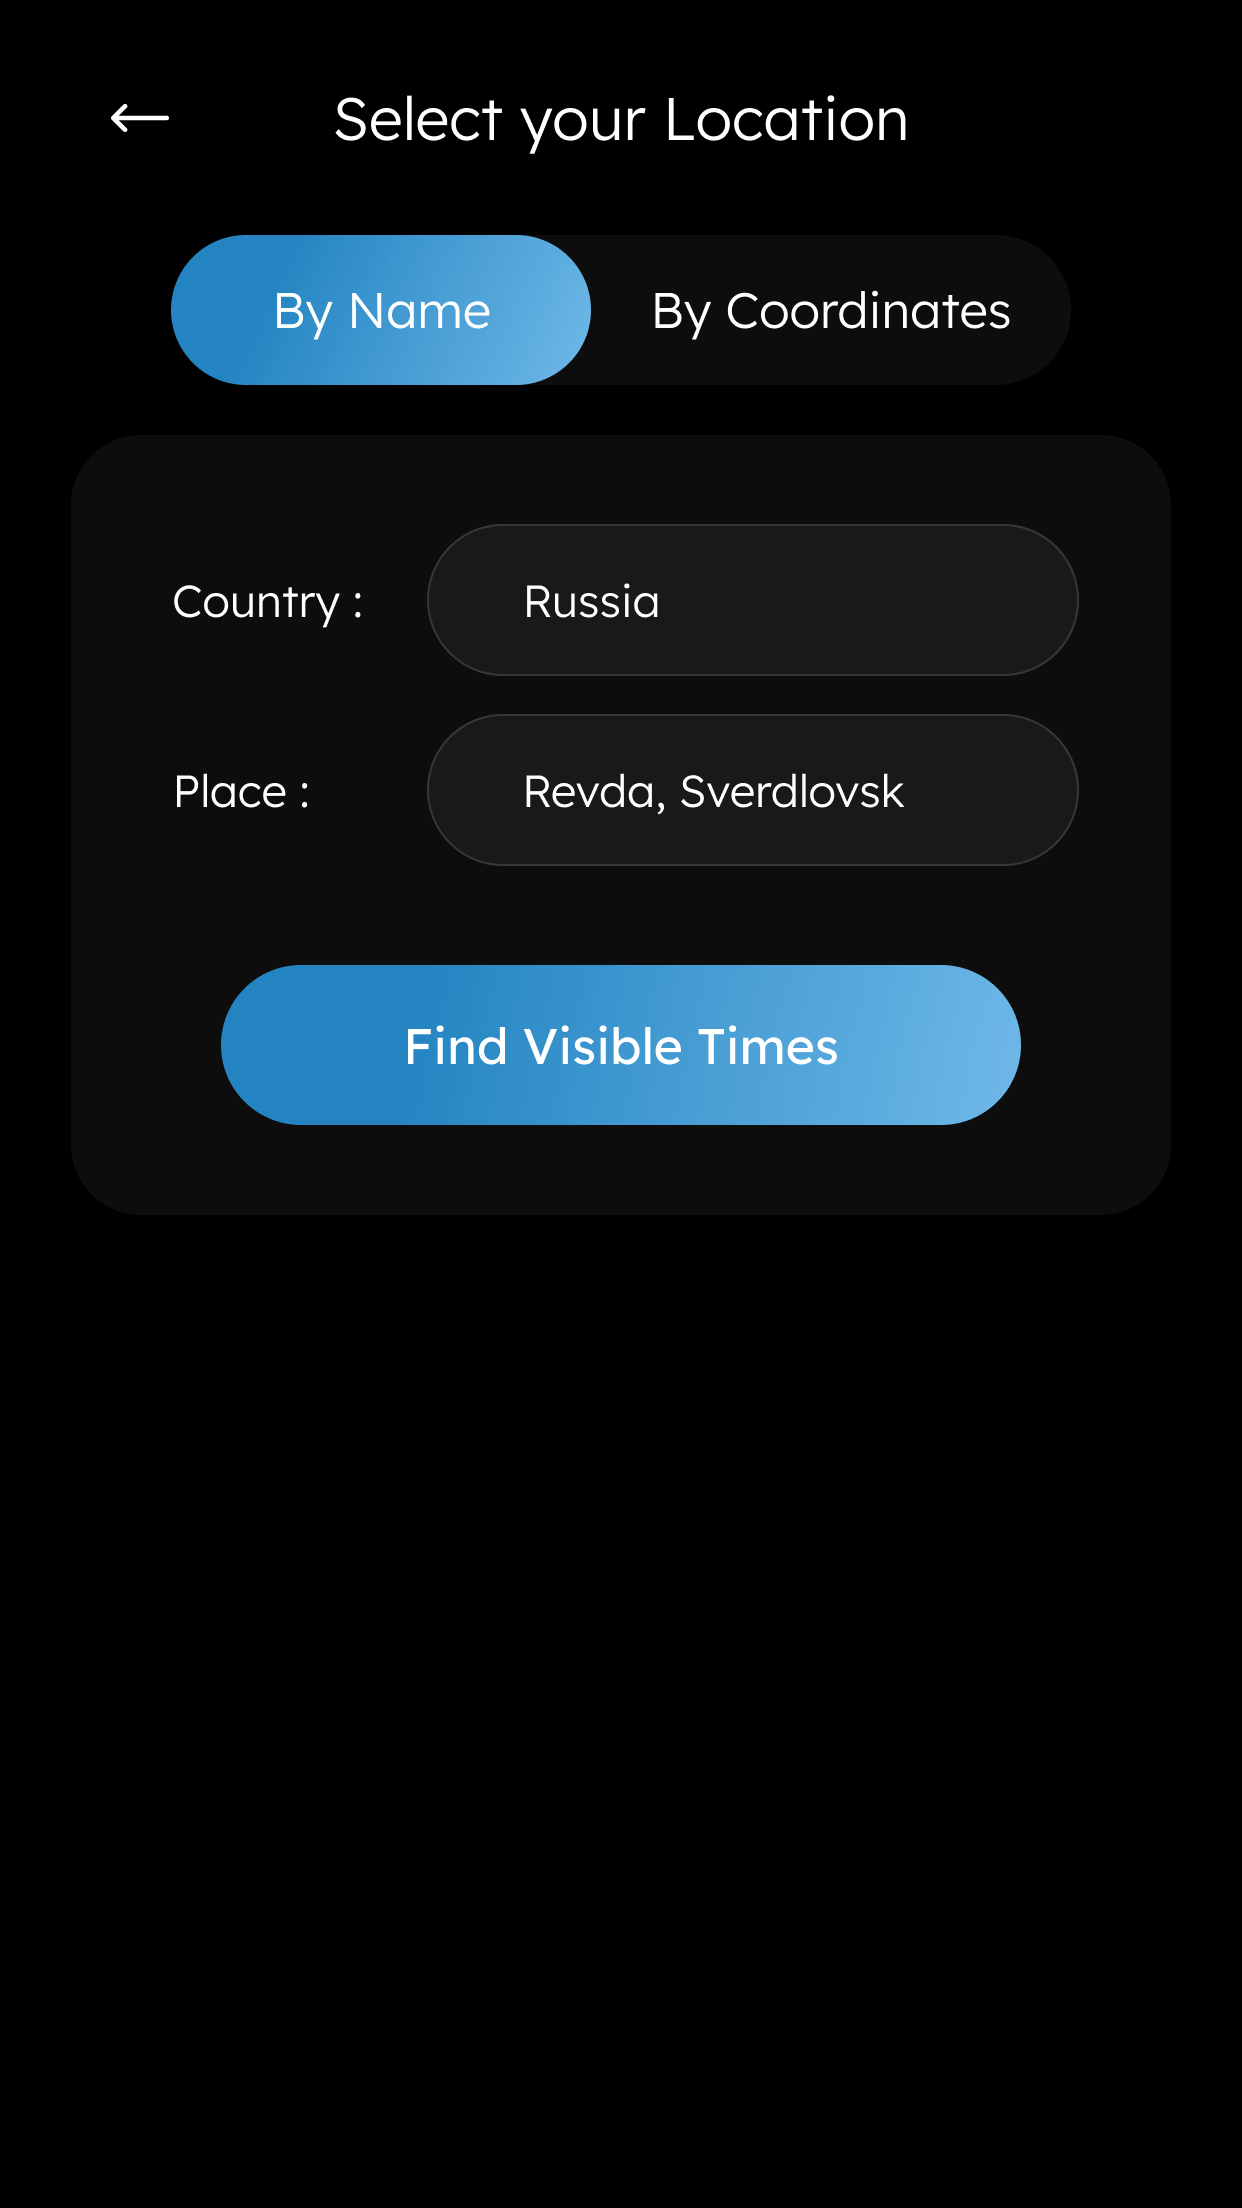 Select your Location
By Name
By Coordinates
Country : Russia
Place : Revda, Sverdlovsk
Find Visible Times